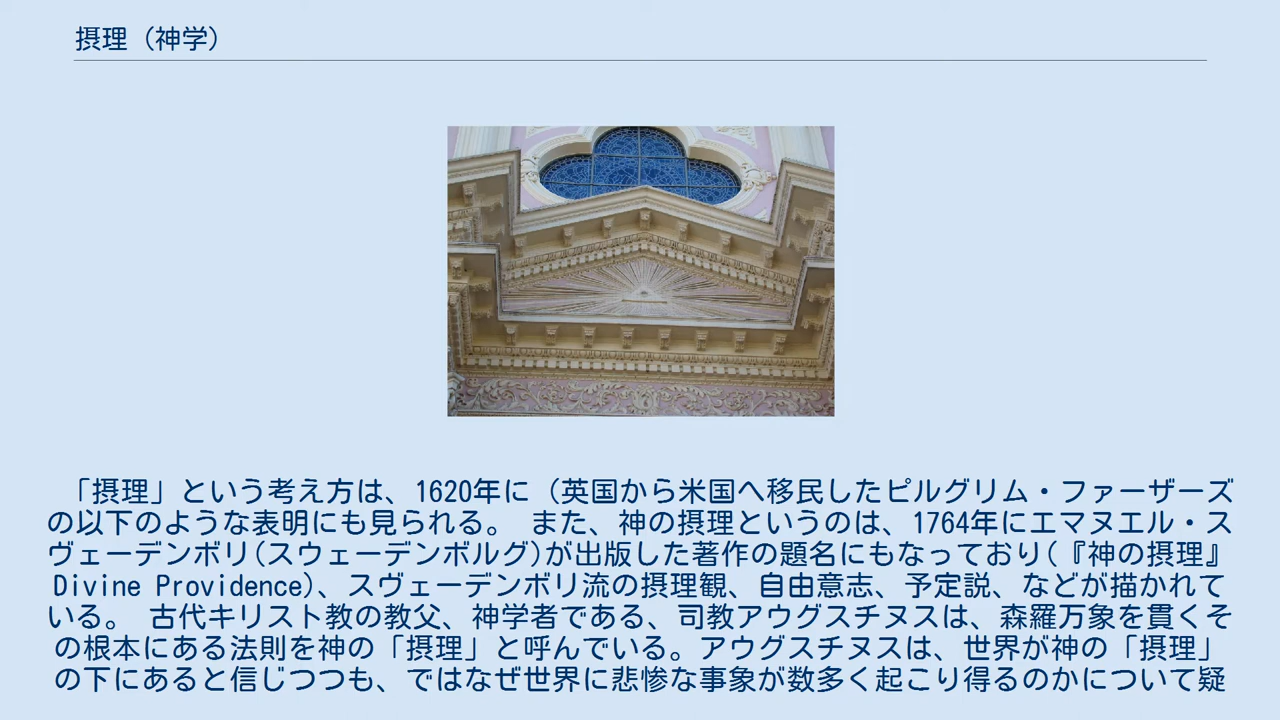 摂理（神学）
「摂理」という考え方は、1620年に（英国から米国へ移民したピルグリム・ファーザーズ
の以下のような表明にも見られる。 また、神の摂理というのは、1764年にエマヌエル・ス
ヴェーデンボリ(スウェーデンボルグ)が出版した著作の題名にもなっており(『神の摂理』
Divine Providence)、スヴェーデンボリ流の摂理観、自由意志、予定説、などが描かれて
いる。 古代キリスト教の教父、神学者である、司教アウグスチヌスは、森羅万象を貫くそ
の根本にある法則を神の「摂理」と呼んでいる。アウグスチヌスは、世界が神の「摂理」
の下にあると信じつつも、ではなぜ世界に悲惨な事象が数多く起こり得るのかについて疑